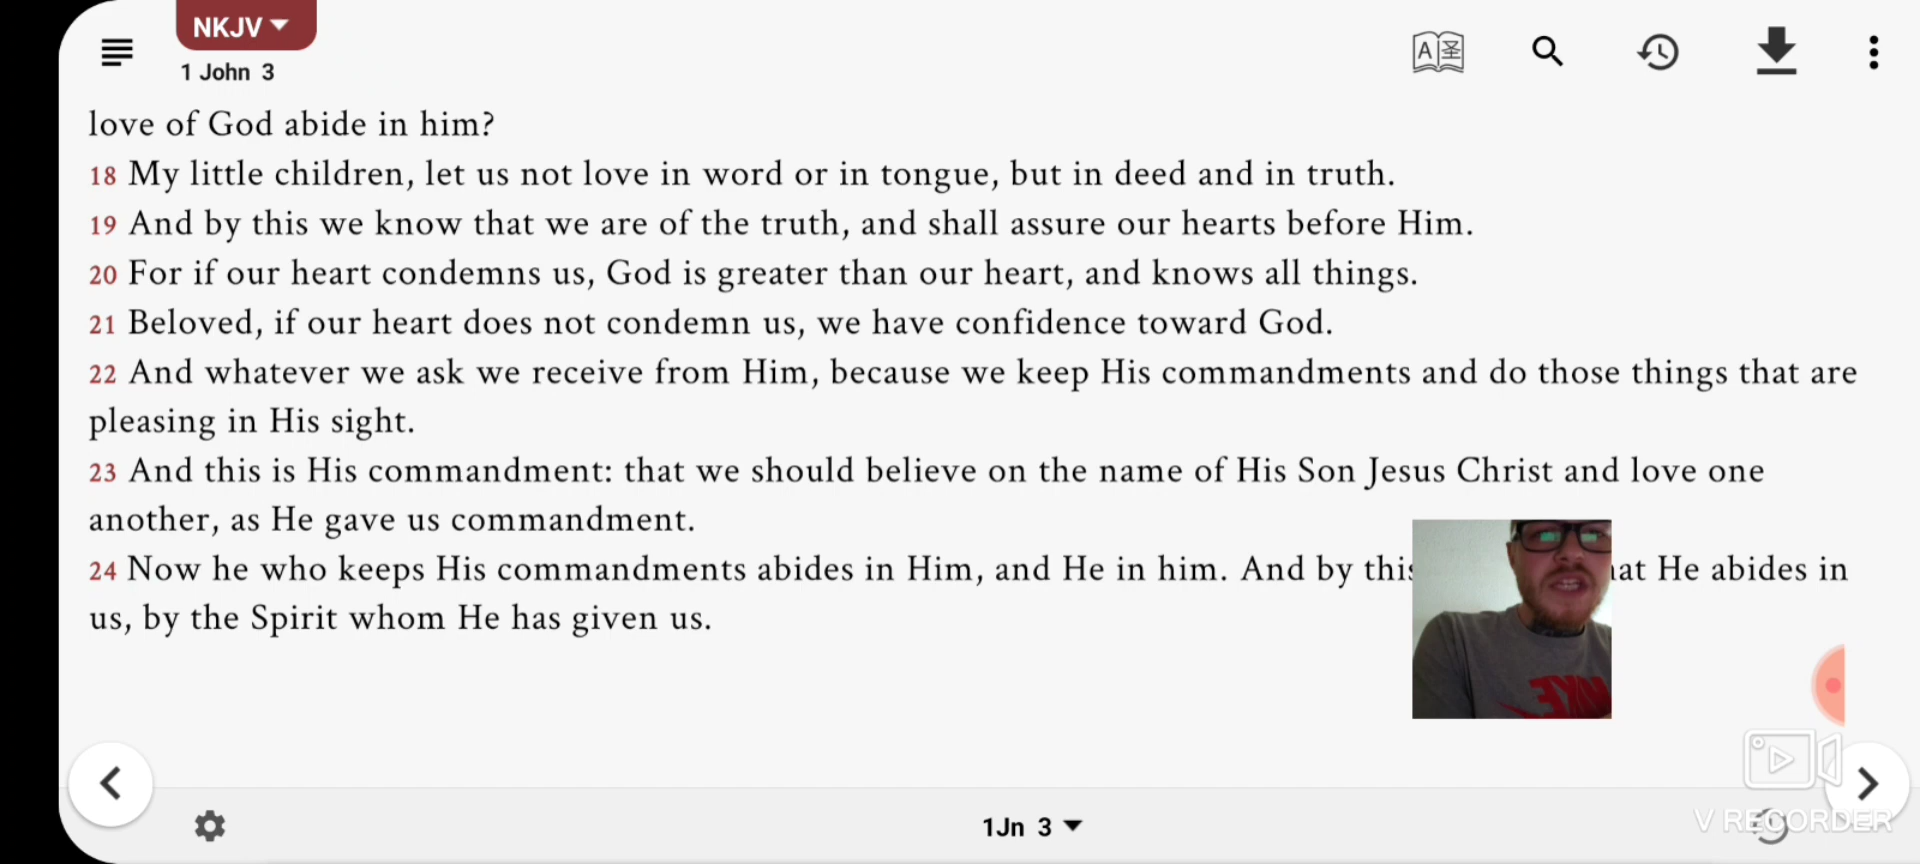 NKJV
1 John 3
A 圣
love of God abide in him?
18 My little children, let us not love in word or in tongue, but in deed and in truth.
19 And by this we know that we are of the truth, and shall assure our hearts before Him.
20 For if our heart condemns us, God is greater than our heart, and knows all things.
21 Beloved, if our heart does not condemn us, we have confidence toward God.
22 And whatever we ask we receive from Him, because we keep His commandments and do those things that are
pleasing in His sight.
23 And this is His commandment: that we should believe on the name of His Son Jesus Christ and love one
another, as He gave us commandment.
24 Now he who keeps His commandments abides in Him, and He in him. And by this He abides in
us, by the Spirit whom He has given us.
1Jn 3
V RECORDER